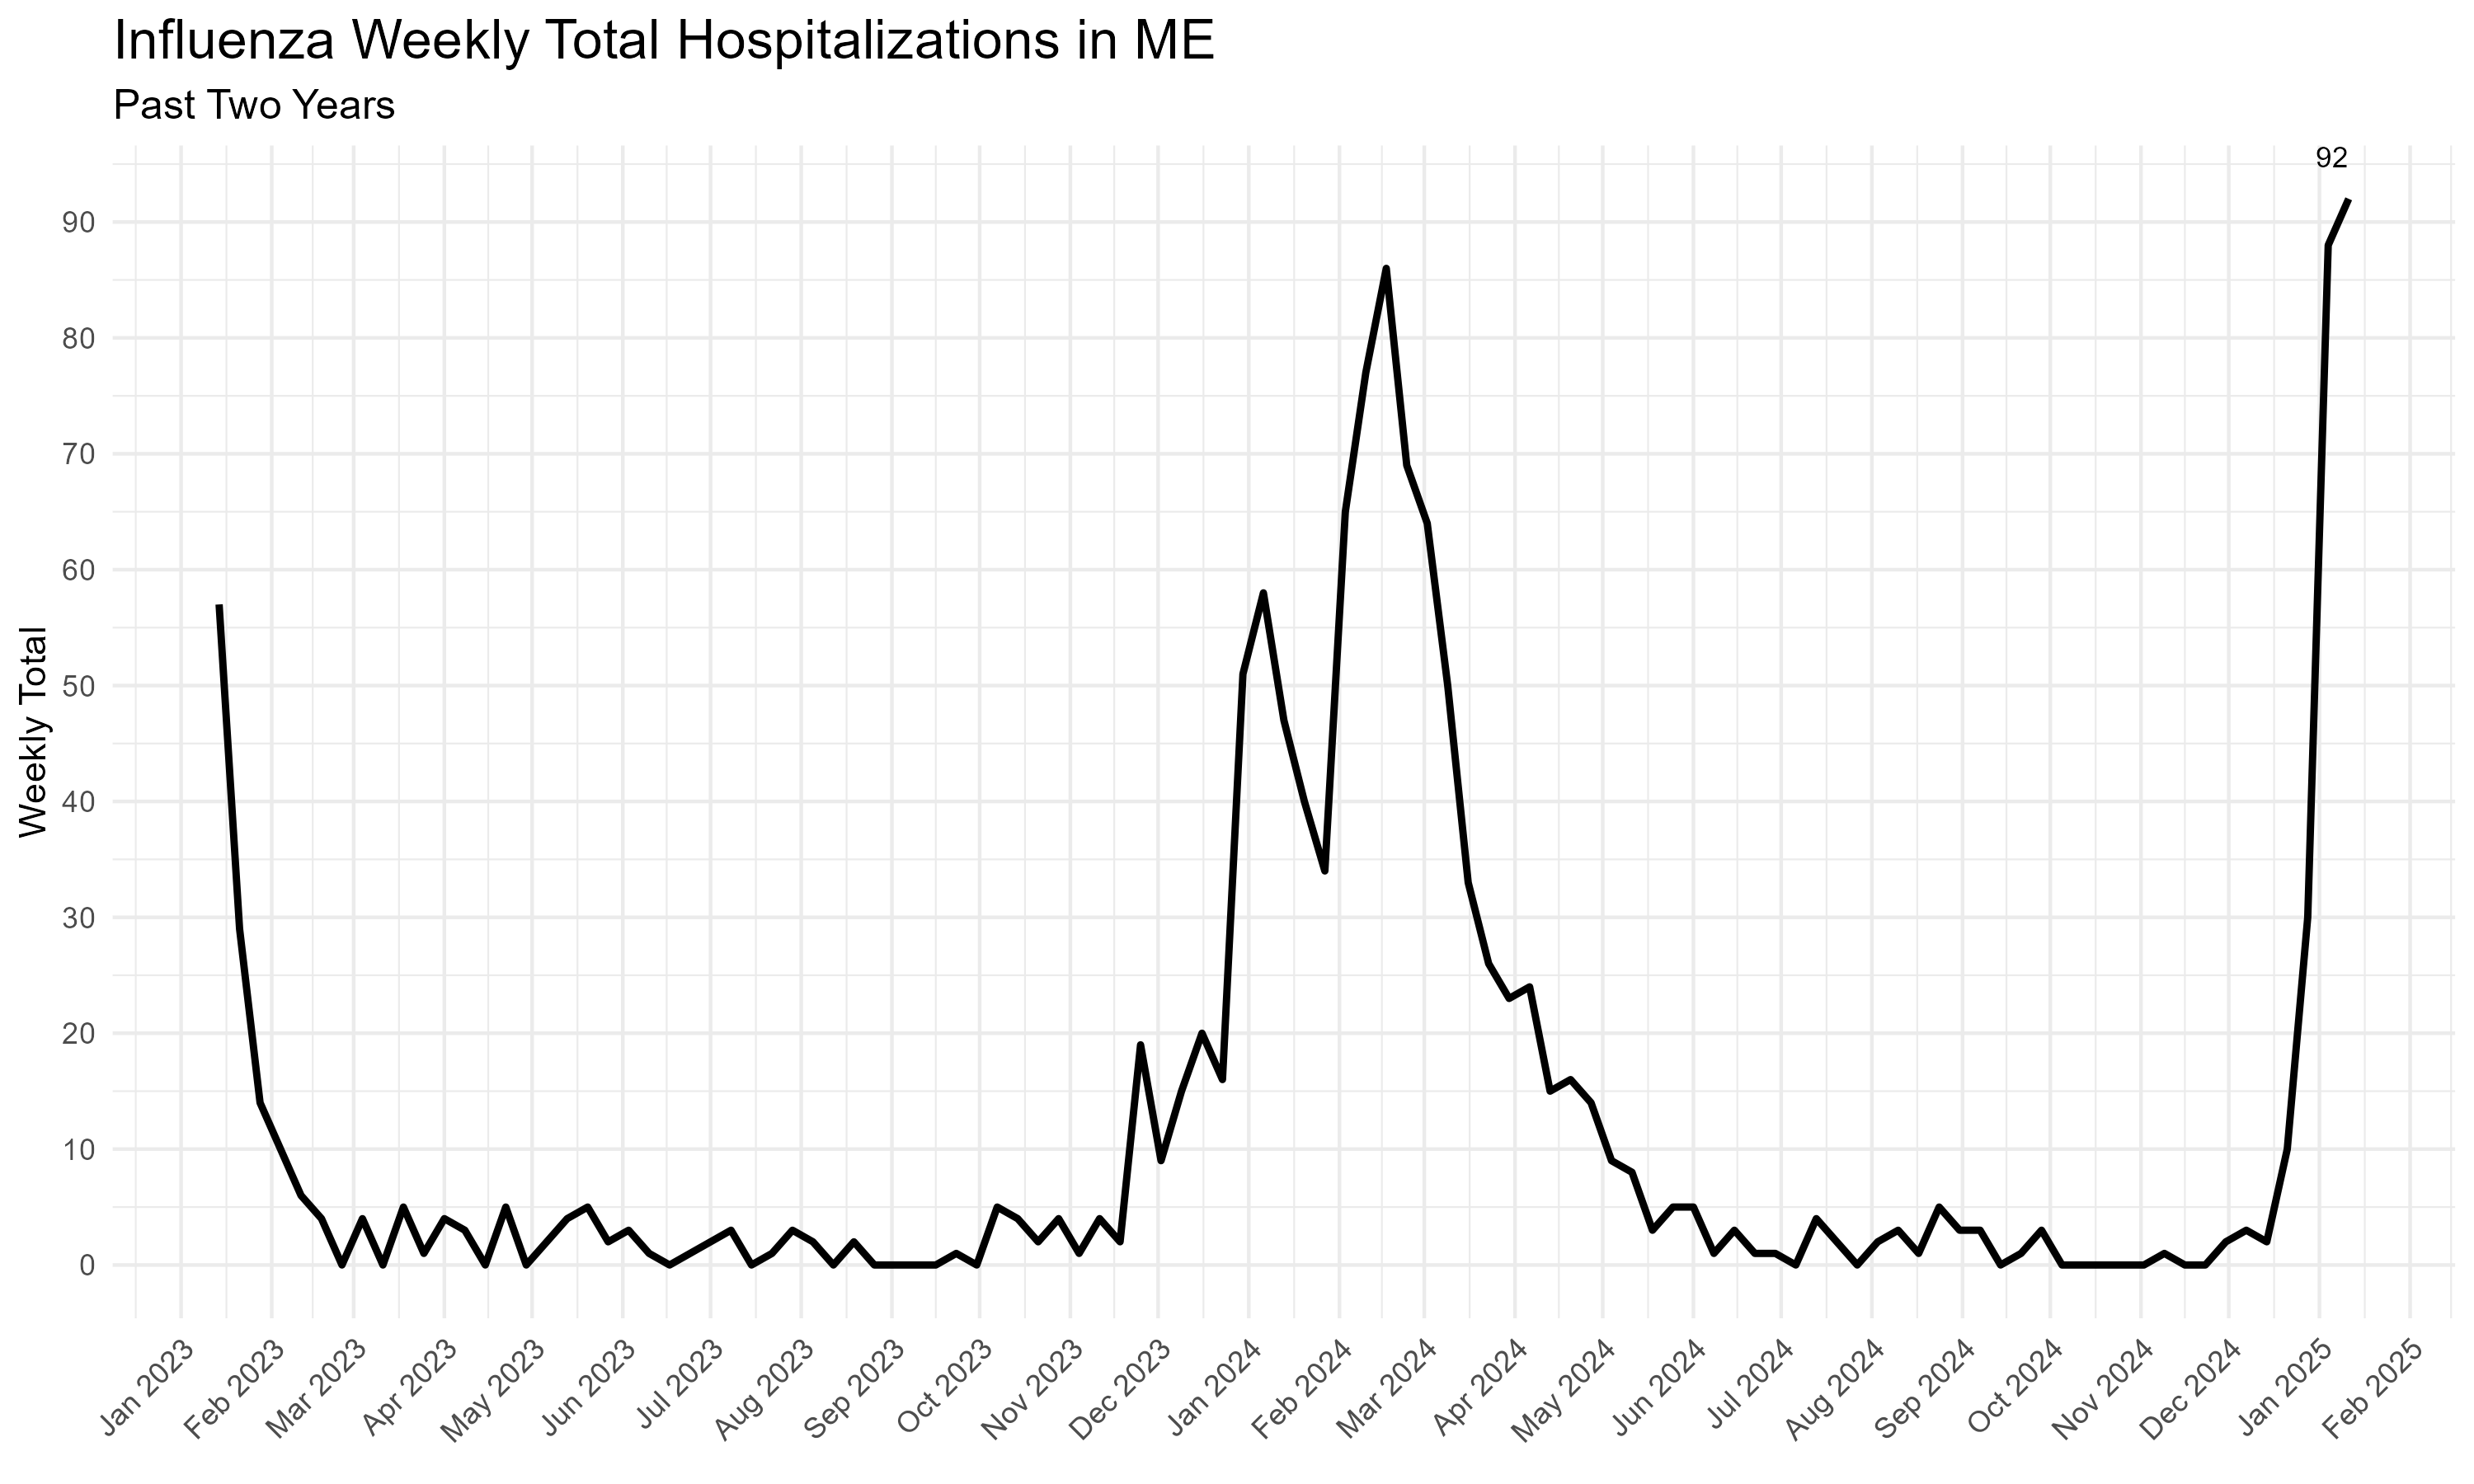 Influenza Weekly Total Hospitalizations in ME
Past Two Years
92
Weekly Total
90
80
70
60
50
40
30
20
10
0
Jan 2023
Feb 2023
Mar 2023
Apr 2023
May 2023
Jun 2023
Jul 2023
Aug 2023
Sep 2023
Oct 2023
Nov 2023
Dec 2023
Jan 2024
Feb 2024
Mar 2024
Apr 2024
May 2024
Jun 2024
Jul 2024
Aug 2024
Sep 2024
Oct 2024
Nov 2024
Dec 2024
Jan 2025
Feb 2025